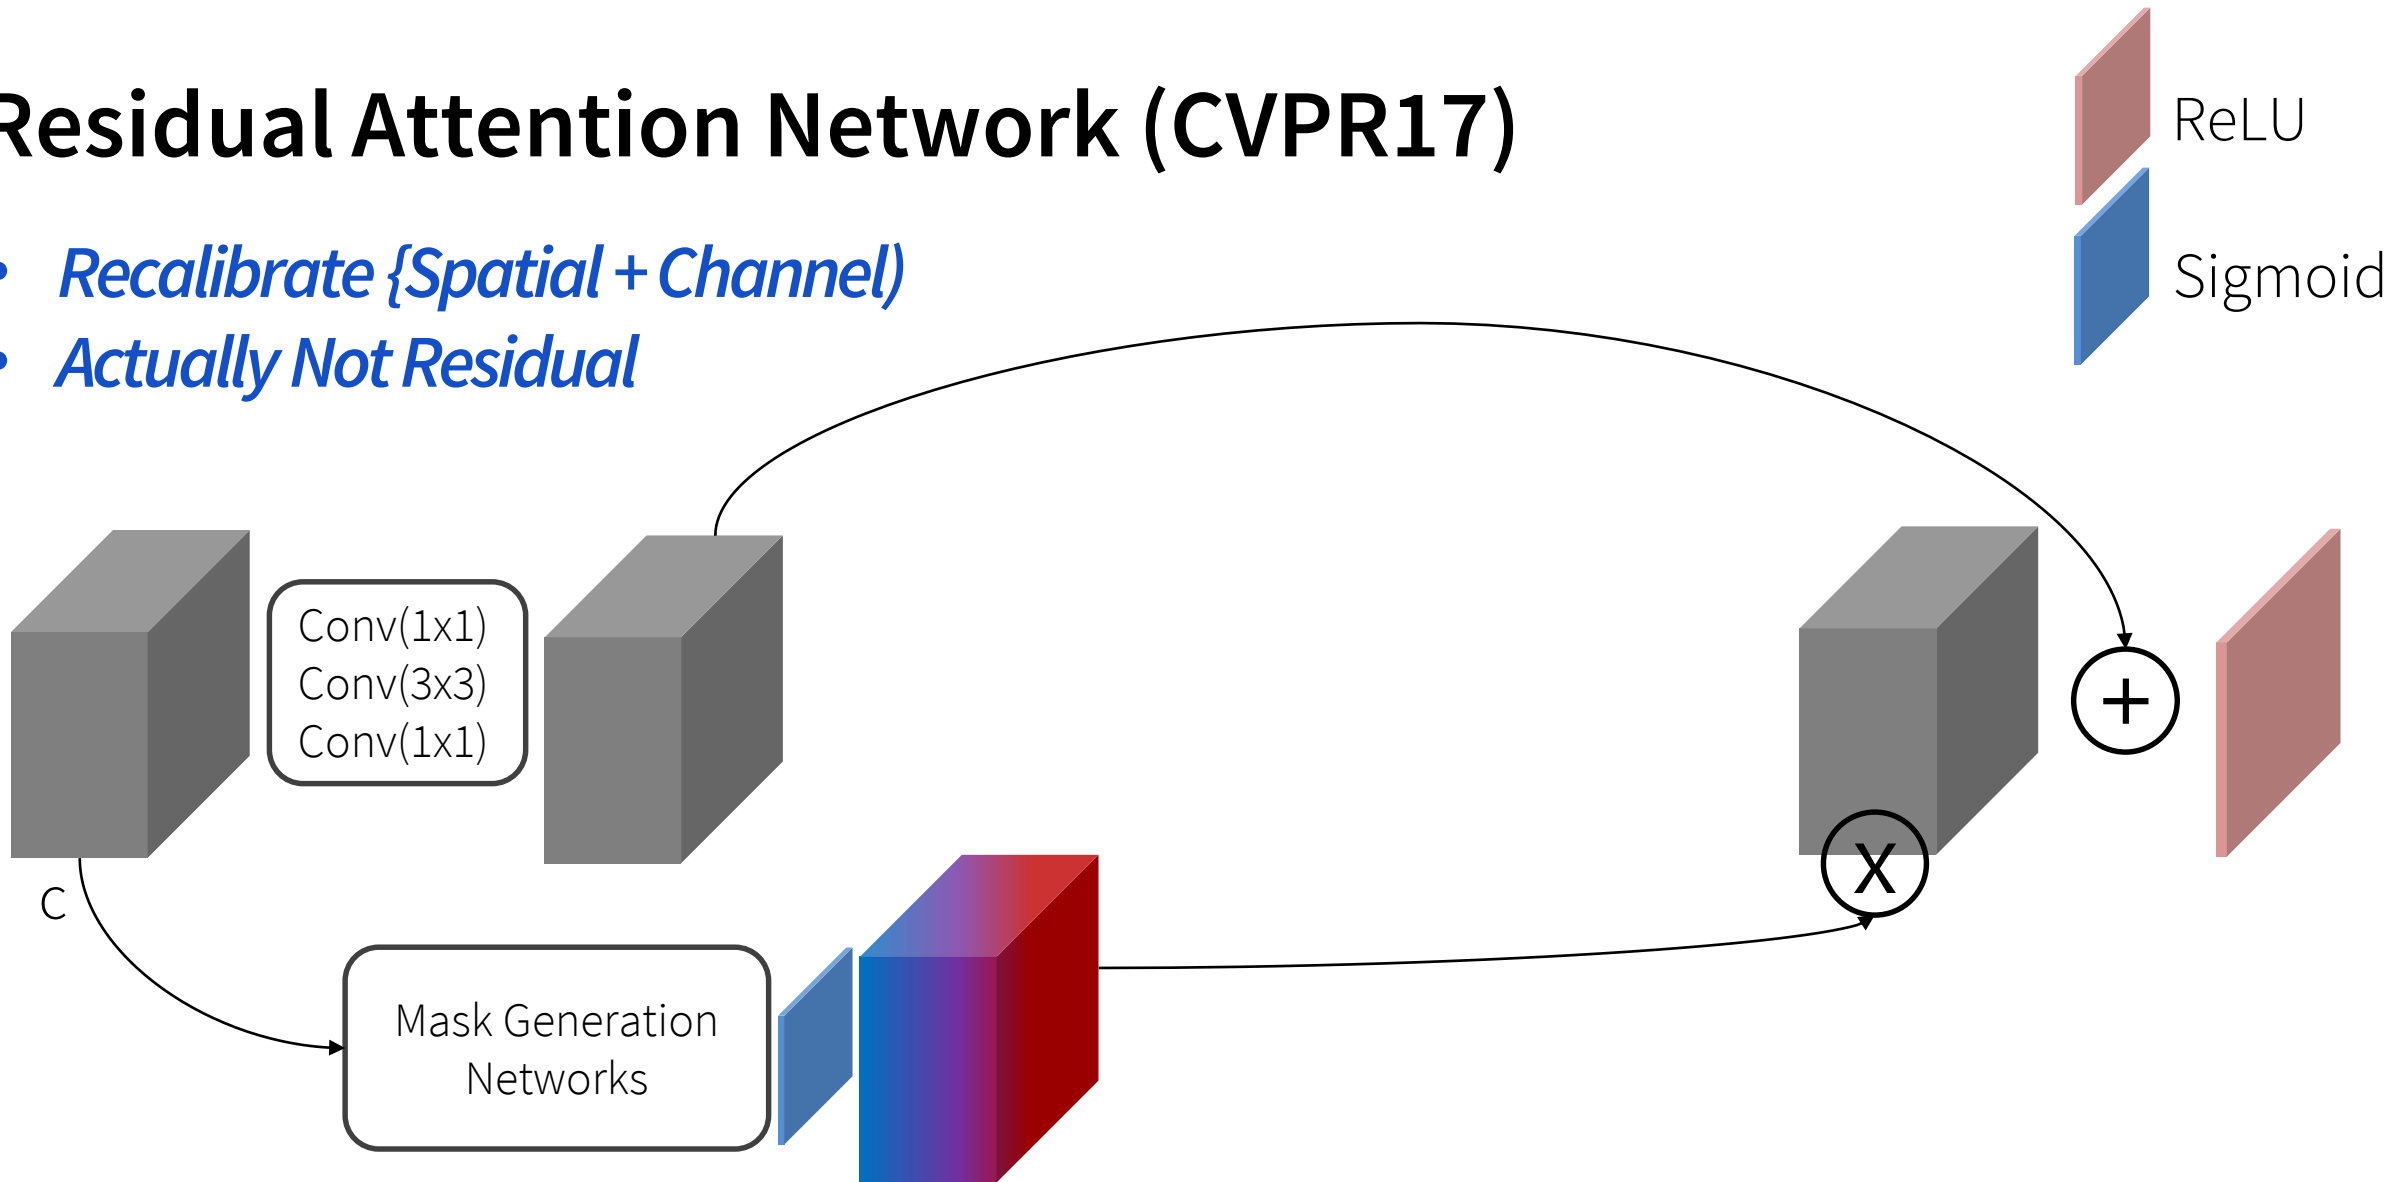 Residual Attention Network (CVPR17)
• Recalibrate {Spatial + Channel)
• Actually Not Residual
ReLU
Sigmoid
Conv(1x1)
Conv(3x3)
Conv(1x1)
+
X
C
Mask Generation
Networks